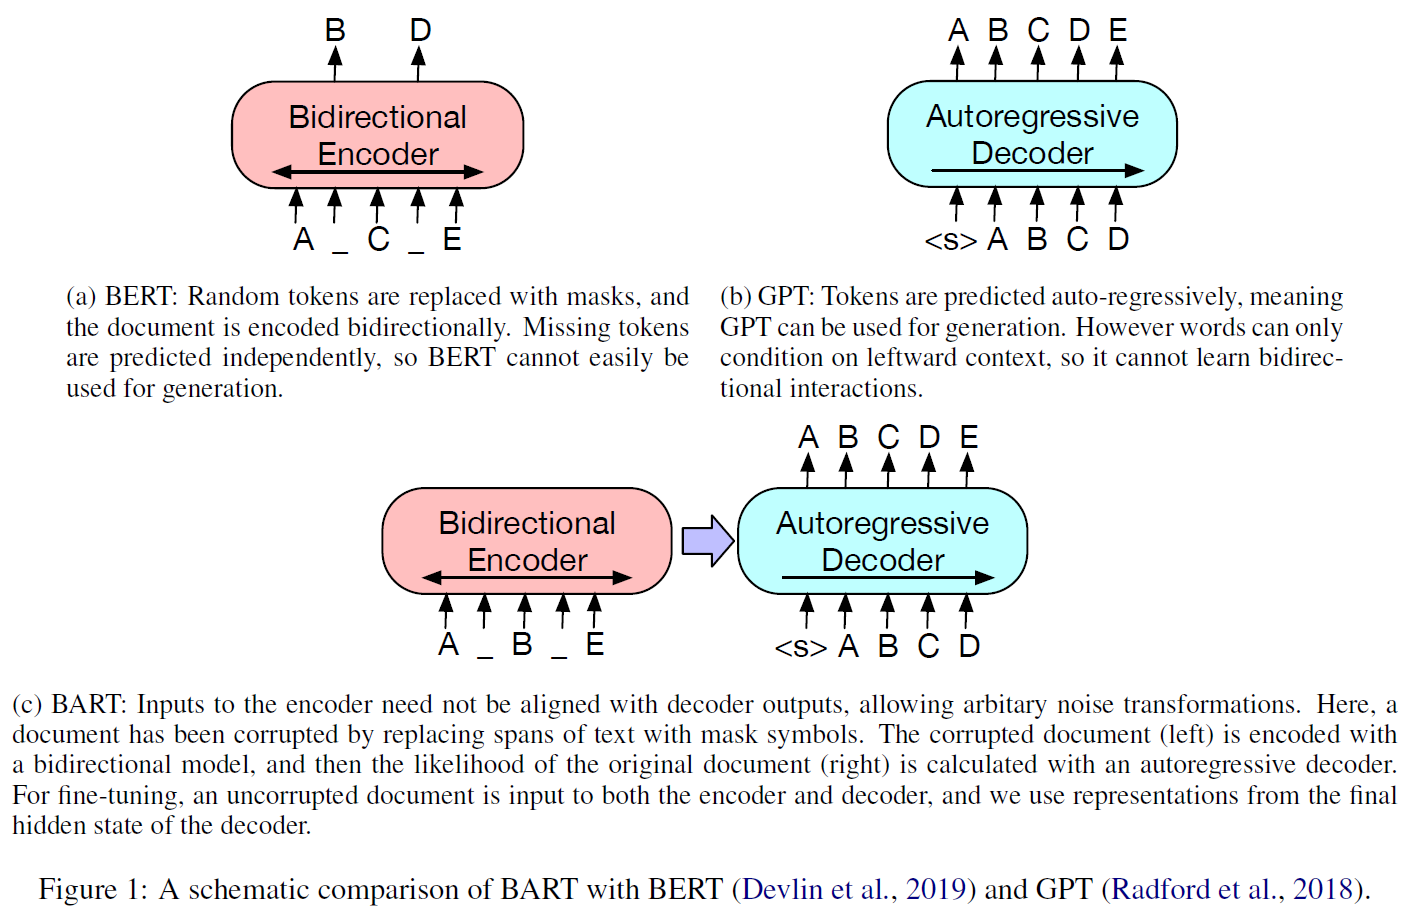 B D
Bidirectional
Encoder
A _ C _ E
(a) BERT: Random tokens are replaced with masks, and
the document is encoded bidirectionally. Missing tokens
are predicted independently, so BERT cannot easily be
used for generation.
A B C D E
Autoregressive
Decoder
<s> A B C D
(b) GPT: Tokens are predicted auto-regressively, meaning
GPT can be used for generation. However words can only
condition on leftward context, so it cannot learn bidirec-
tional interactions.
Bidirectional
Encoder
A _ B _ E
A B C D E
Autoregressive
Decoder
<s> A B C D
(c) BART: Inputs to the encoder need not be aligned with decoder outputs, allowing arbitary noise transformations. Here, a
document has been corrupted by replacing spans of text with mask symbols. The corrupted document (left) is encoded with
a bidirectional model, and then the likelihood of the original document (right) is calculated with an autoregressive decoder.
For fine-tuning, an uncorrupted document is input to both the encoder and decoder, and we use representations from the final
hidden state of the decoder.
Figure 1: A schematic comparison of BART with BERT (Devlin et al., 2019) and GPT (Radford et al., 2018).